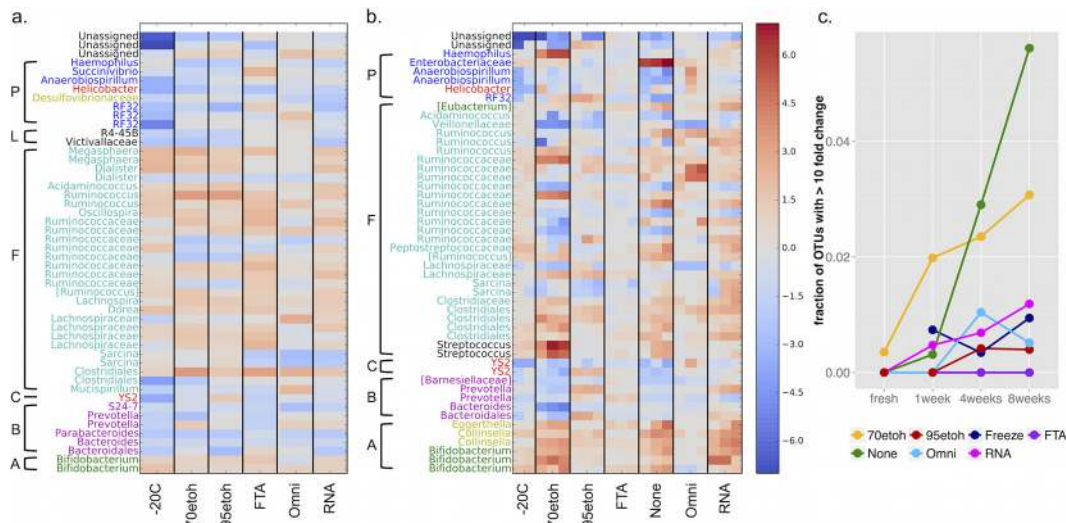 a.
Unassigned
Unassigned
Unassigned
Haemophilus
Succinivibrio
Anaerobiospirillum
Helicobacter
Desulfovibrionaceae
RF32
RF32
RF32
R4-45B
Victivallaceae
Megasphaera
Megasphaera
Dialister
Dialister
Acidaminococcus
Ruminococcus
Ruminococcus
Oscillospira
Ruminococcaceae
Ruminococcaceae
Ruminococcaceae
Ruminococcaceae
Ruminococcaceae
Ruminococcaceae
Ruminococcaceae
Ruminococcaceae
[Ruminococcus]
Lachnospira
Dorea
Lachnospiraceae
Lachnospiraceae
Lachnospiraceae
Lachnospiraceae
Sarcina
Sarcina
Clostridiales
Clostridiales
Mucispirillum
YS2
S24-7
Prevotella
Prevotella
Parabacteroides
Bacteroides
Bacteroidales
Bifidobacterium
Bifidobacterium
P
L
F
C
B
A
-20C
70etoh
95etoh
FTA
Omni
RNA
b.
Unassigned
Unassigned
Haemophilus
Enterobacteriaceae
Anaerobiospirillum
Anaerobiospirillum
Helicobacter
RF32
[Eubacterium]
Acidaminococcus
Veillonellaceae
Ruminococcus
Ruminococcus
Ruminococcaceae
Ruminococcaceae
Ruminococcaceae
Ruminococcaceae
Ruminococcaceae
Ruminococcaceae
Ruminococcaceae
Ruminococcaceae
Ruminococcaceae
Ruminococcaceae
Ruminococcaceae
Peptostreptococcaceae
[Ruminococcus]
Lachnospiraceae
Lachnospiraceae
Sarcina
Sarcina
Clostridiaceae
Clostridiales
Clostridiales
Clostridiales
Clostridiales
Streptococcus
Streptococcus
YS2
YS2
[Barnesiellaceae]
Prevotella
Prevotella
Bacteroides
Bacteroidales
Eggerthella
Collinsella
Collinsella
Bifidobacterium
Bifidobacterium
Bifidobacterium
P
F
C
B
A
-20C
70etoh
95etoh
FTA
None
Omni
RNA
6.0
4.5
3.0
1.5
0.0
-1.5
-3.0
-4.5
-6.0
c.
fraction of OTUs with > 10 fold change
0.04
0.02
0.00
fresh
1week
4weeks
8weeks
70etoh
95etoh
Freeze
FTA
None
Omni
RNA